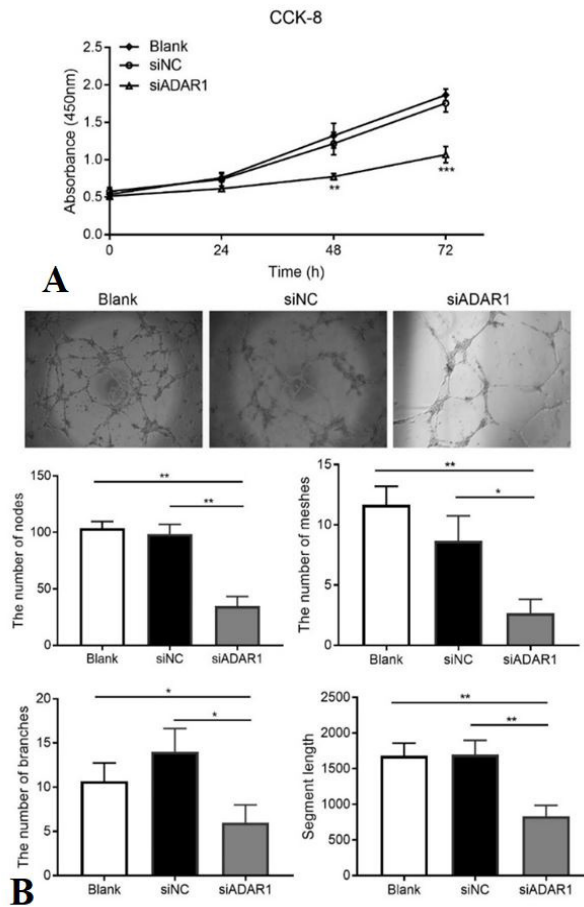 CCK-8
Blank
siNC
siADAR1
Absorbance (450nm)
2.5
2.0
1.5
1.0
0.5
0.0
**
***
0 24 48 72
Time (h)
A
Blank siNC siADAR1
The number of nodes
150
100
50
0
**
**
Blank siNC siADAR1
The number of meshes
15
10
5
0
**
*
Blank siNC siADAR1
The number of branches
20
15
10
5
0
*
*
Blank siNC siADAR1
Segment length
2500
2000
1500
1000
500
0
**
**
Blank siNC siADAR1
B